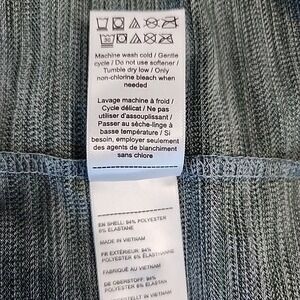 Machine wash cold / Gentle
cycle / Do not use softener /
Tumble dry low / Only
non-chlorine bleach when
needed
Lavage machine à froid /
Cycle délicat / Ne pas
utiliser d'assouplissant /
Passer au sèche-linge à
basse température / Si
besoin, employer seulement
des agents de blanchiment
sans chlore
EN SHELL: 94% POLYESTER
6% ELASTANE
MADE IN VIETNAM
FR EXTÉRIEUR: 94%
POLYESTER 6% ÉLASTHANNE
FABRIQUÉ AU VIETNAM
DE OBERSTOFF: 94%
POLYESTER 6% ELASTAN
HERGESTELLT IN VIETNAM